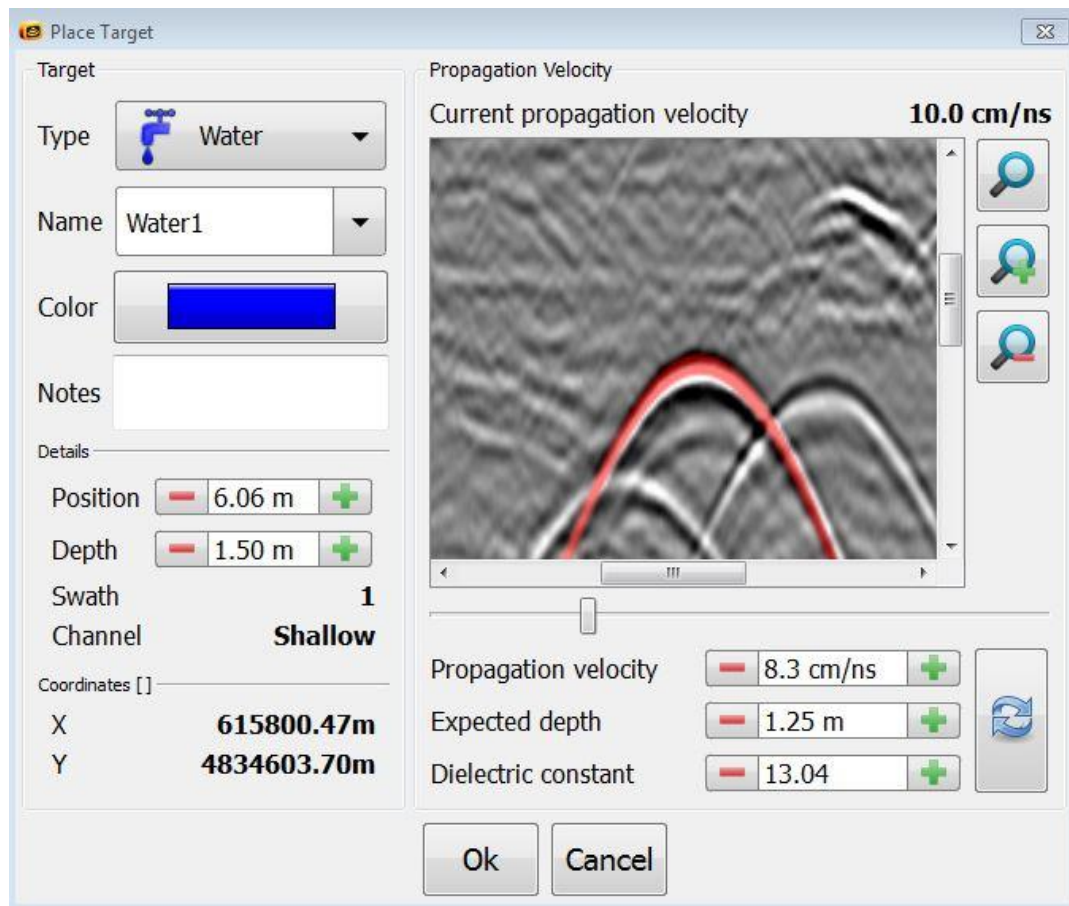 Place Target
Target
Type Water
Name Water1
Color
Notes
Details
Position 6.06 m
Depth 1.50 m
Swath 1
Channel Shallow
Coordinates [ ]
X 615800.47m
Y 4834603.70m
Propagation Velocity
Current propagation velocity 10.0 cm/ns
Propagation velocity 8.3 cm/ns
Expected depth 1.25 m
Dielectric constant 13.04
Ok Cancel